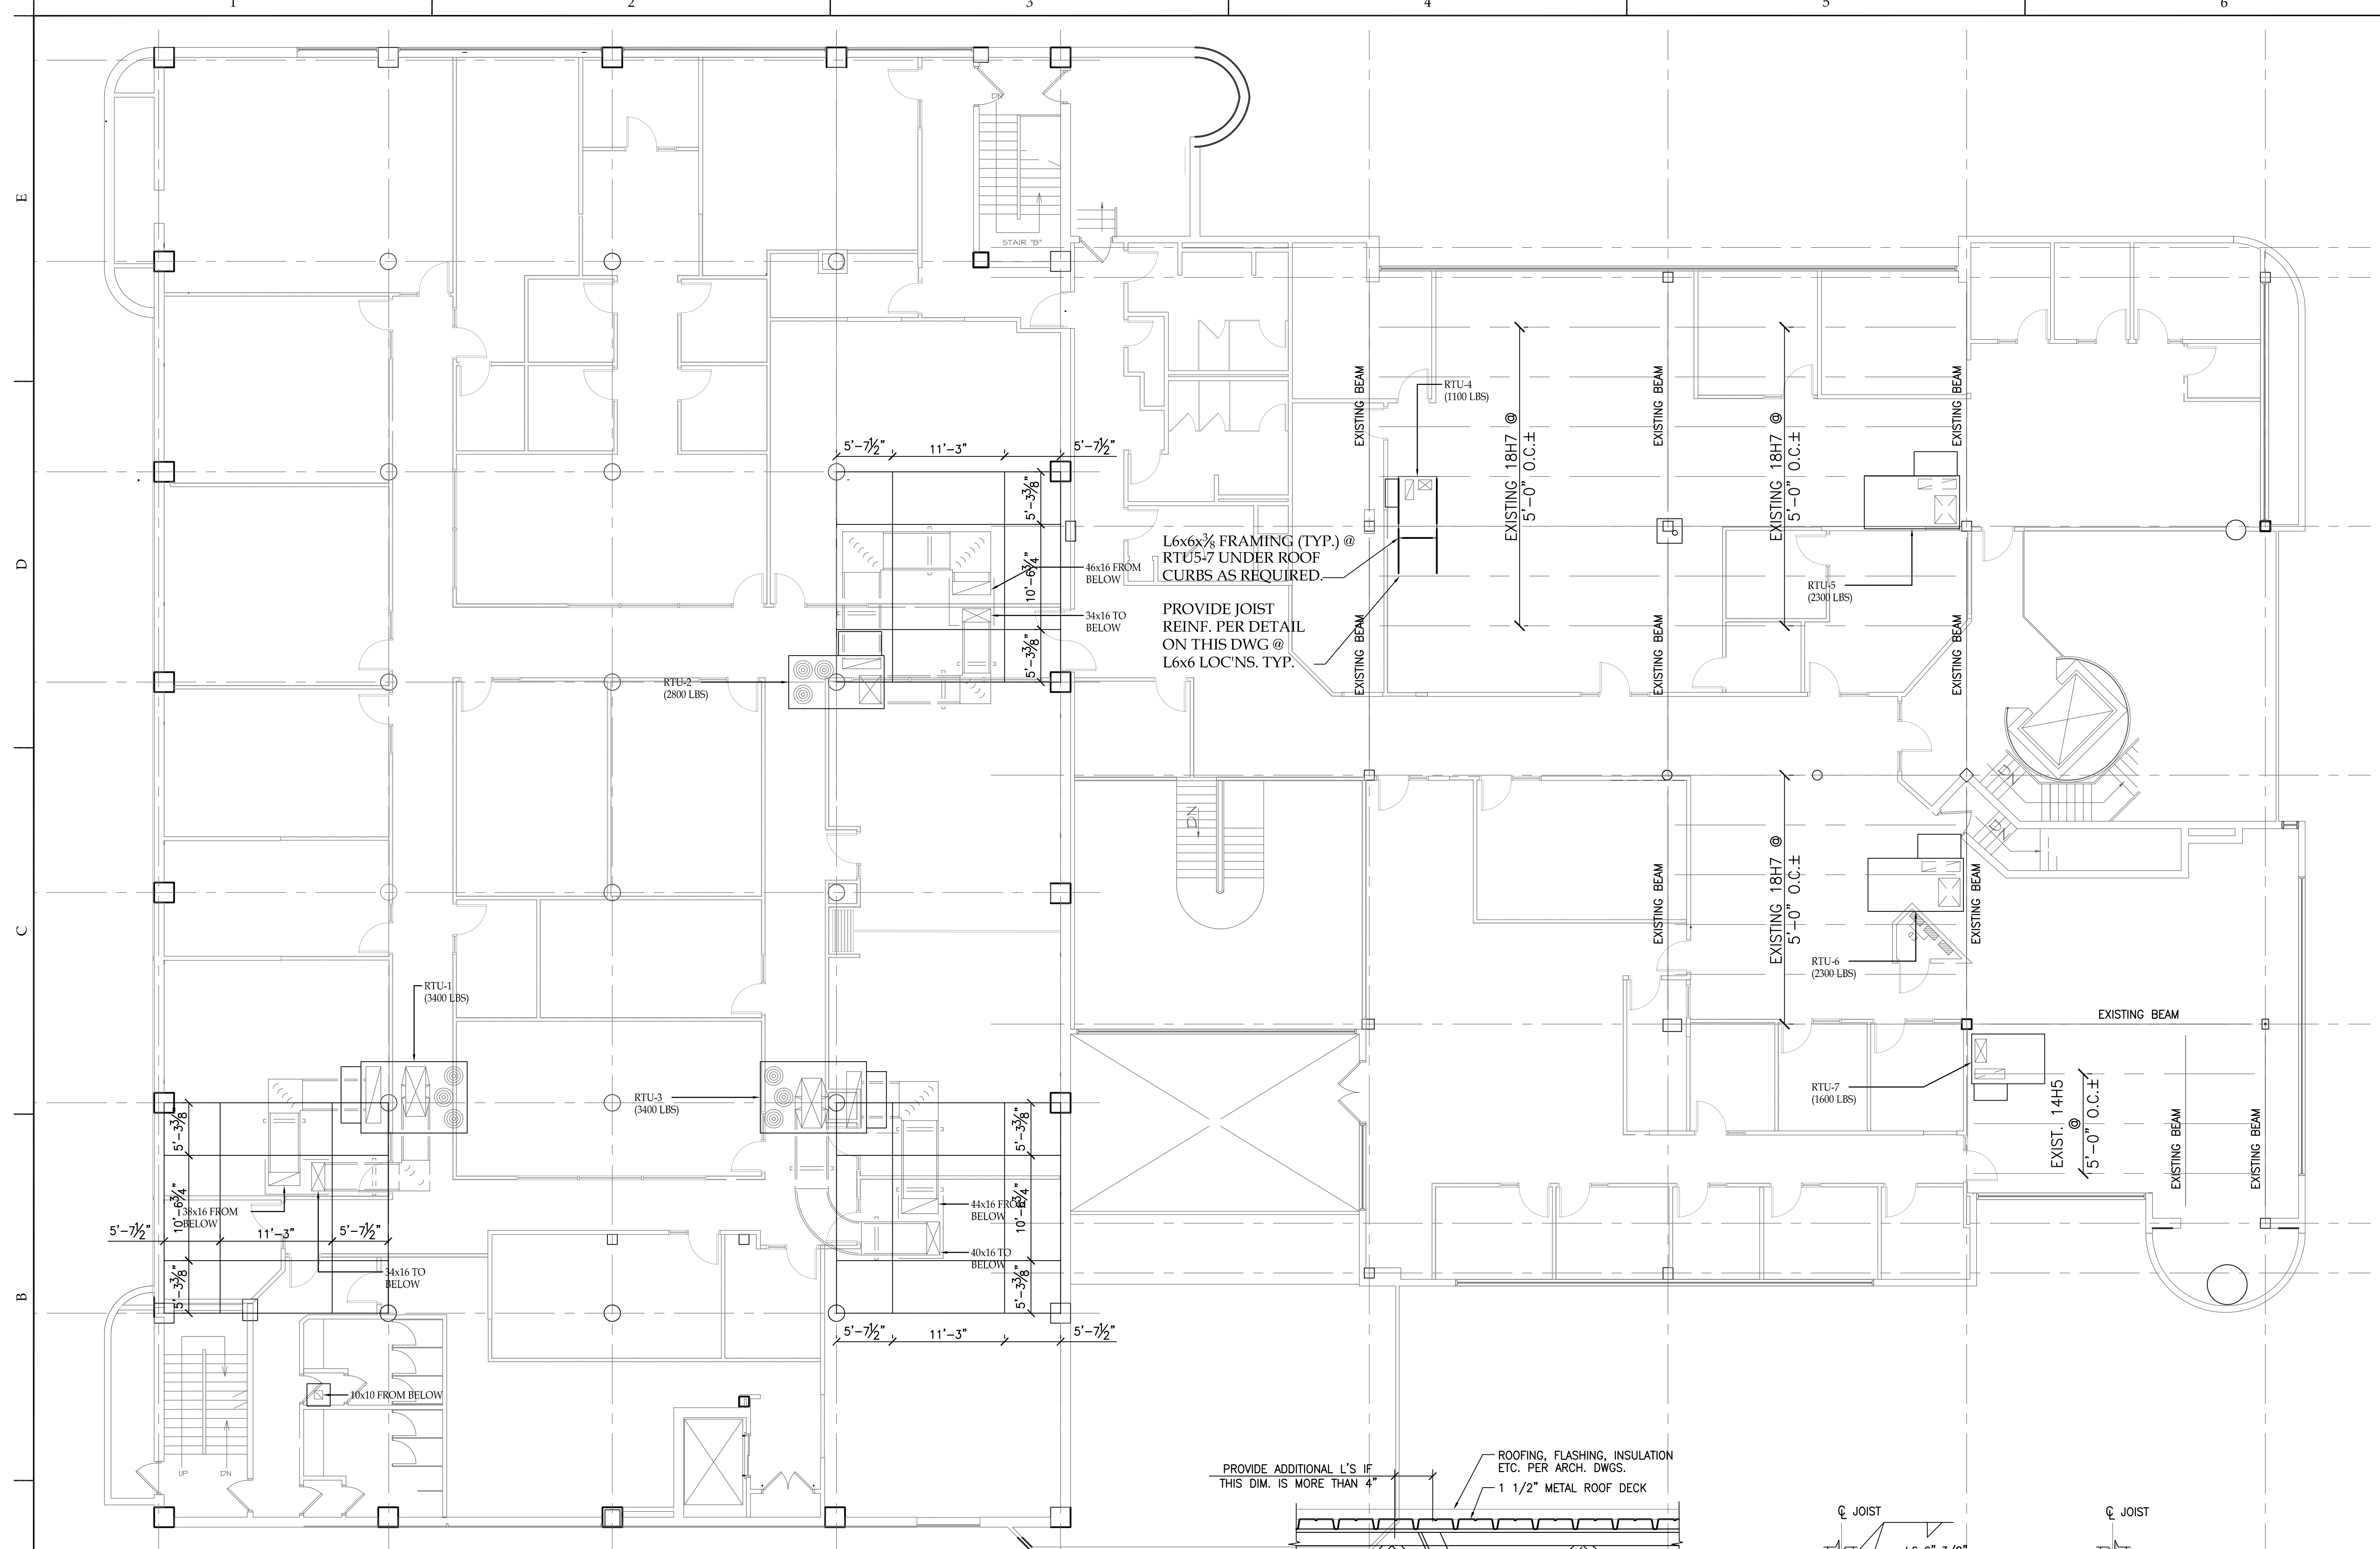 1 2 3 4 5 6
E
D
C
B
DN
STAIR "B"
5'-7½" 11'-3" 5'-7½"
5'-3⅜"
10'-6¾"
5'-3⅜"
46x16 FROM
BELOW
34x16 TO
BELOW
RTU-2
(2800 LBS)
L6x6x⅜ FRAMING (TYP.) @
RTU5-7 UNDER ROOF
CURBS AS REQUIRED.
PROVIDE JOIST
REINF. PER DETAIL
ON THIS DWG @
L6x6 LOC'NS. TYP.
EXISTING BEAM
EXISTING BEAM
EXISTING BEAM
RTU-4
(1100 LBS)
EXISTING 18H7 @
5'-0" O.C.±
EXISTING 18H7 @
5'-0" O.C.±
RTU-5
(2300 LBS)
EXISTING BEAM
EXISTING BEAM
EXISTING BEAM
DN
DN
DN
EXISTING BEAM
EXISTING 18H7 @
5'-0" O.C.±
EXISTING BEAM
RTU-6
(2300 LBS)
EXISTING BEAM
RTU-7
(1600 LBS)
EXIST. 14H5
@
5'-0" O.C.±
EXISTING BEAM
EXISTING BEAM
RTU-1
(3400 LBS)
RTU-3
(3400 LBS)
5'-3⅜"
10'-6¾"
5'-3⅜"
38x16 FROM
BELOW
5'-7½" 11'-3" 5'-7½"
34x16 TO
BELOW
5'-3⅜"
10'-6¾"
5'-3⅜"
44x16 FROM
BELOW
40x16 TO
BELOW
5'-7½" 11'-3" 5'-7½"
10x10 FROM BELOW
UP DN
PROVIDE ADDITIONAL L'S IF
THIS DIM. IS MORE THAN 4"
ROOFING, FLASHING, INSULATION
ETC. PER ARCH. DWGS.
1 1/2" METAL ROOF DECK
℄ JOIST
℄ JOIST